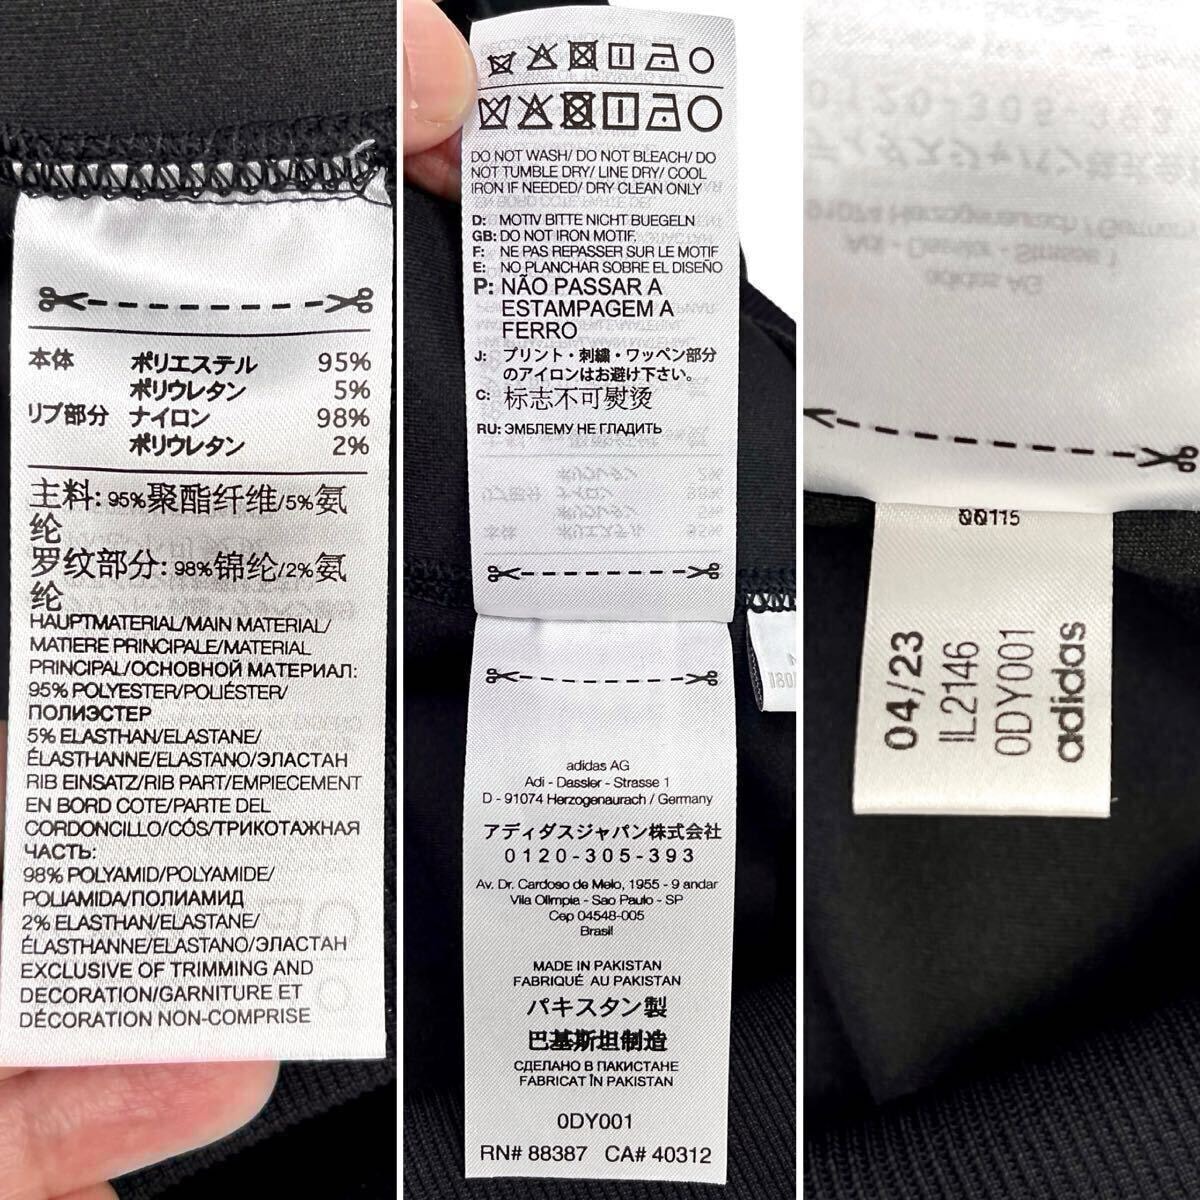 本体 ポリエステル 95%
ポリウレタン 5%
リブ部分 ナイロン 98%
ポリウレタン 2%
主料: 95%聚酯纤维/5%氨
纶
罗纹部分: 98%锦纶/2%氨
纶
HAUPTMATERIAL/MAIN MATERIAL/
MATIERE PRINCIPALE/MATERIAL
PRINCIPAL/ОСНОВНОЙ МАТЕРИАЛ:
95% POLYESTER/POLIÉSTER/
ПОЛИЭСТЕР
5% ELASTHAN/ELASTANE/
ÉLASTHANNE/ELASTANO/ЭЛАСТАН
RIB EINSATZ/RIB PART/EMPIECEMENT
EN BORD COTE/PARTE DEL
CORDONCILLO/CÓS/ТРИКОТАЖНАЯ
ЧАСТЬ:
98% POLYAMID/POLYAMIDE/
POLIAMIDA/ПОЛИАМИД
2% ELASTHAN/ELASTANE/
ÉLASTHANNE/ELASTANO/ЭЛАСТАН
EXCLUSIVE OF TRIMMING AND
DECORATION/GARNITURE ET
DÉCORATION NON-COMPRISE
DO NOT WASH/ DO NOT BLEACH/ DO
NOT TUMBLE DRY/ LINE DRY/ COOL
IRON IF NEEDED/ DRY CLEAN ONLY
D: MOTIV BITTE NICHT BUEGELN
GB: DO NOT IRON MOTIF.
F: NE PAS REPASSER SUR LE MOTIF
E: NO PLANCHAR SOBRE EL DISEÑO
P: NÃO PASSAR A
ESTAMPAGEM A
FERRO
J: プリント・刺繍・ワッペン部分
のアイロンはお避け下さい。
C: 标志不可熨烫
RU: ЭМБЛЕМУ НЕ ГЛАДИТЬ
adidas AG
Adi - Dassler - Strasse 1
D - 91074 Herzogenaurach / Germany
アディダスジャパン株式会社
0120-305-393
Av. Dr. Cardoso de Melo, 1955 - 9 andar
Vila Olimpia - Sao Paulo - SP
Cep 04548-005
Brasil
MADE IN PAKISTAN
FABRIQUÉ AU PAKISTAN
パキスタン製
巴基斯坦制造
СДЕЛАНО В ПАКИСТАНЕ
FABRICAT ÎN PAKISTAN
0DY001
RN# 88387 CA# 40312
04/23
IL2146
0DY001
adidas